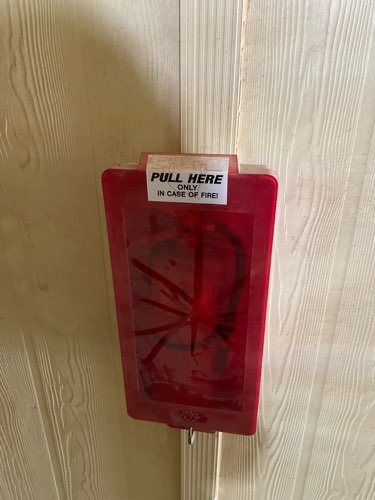 PULL HERE
ONLY
IN CASE OF FIRE!